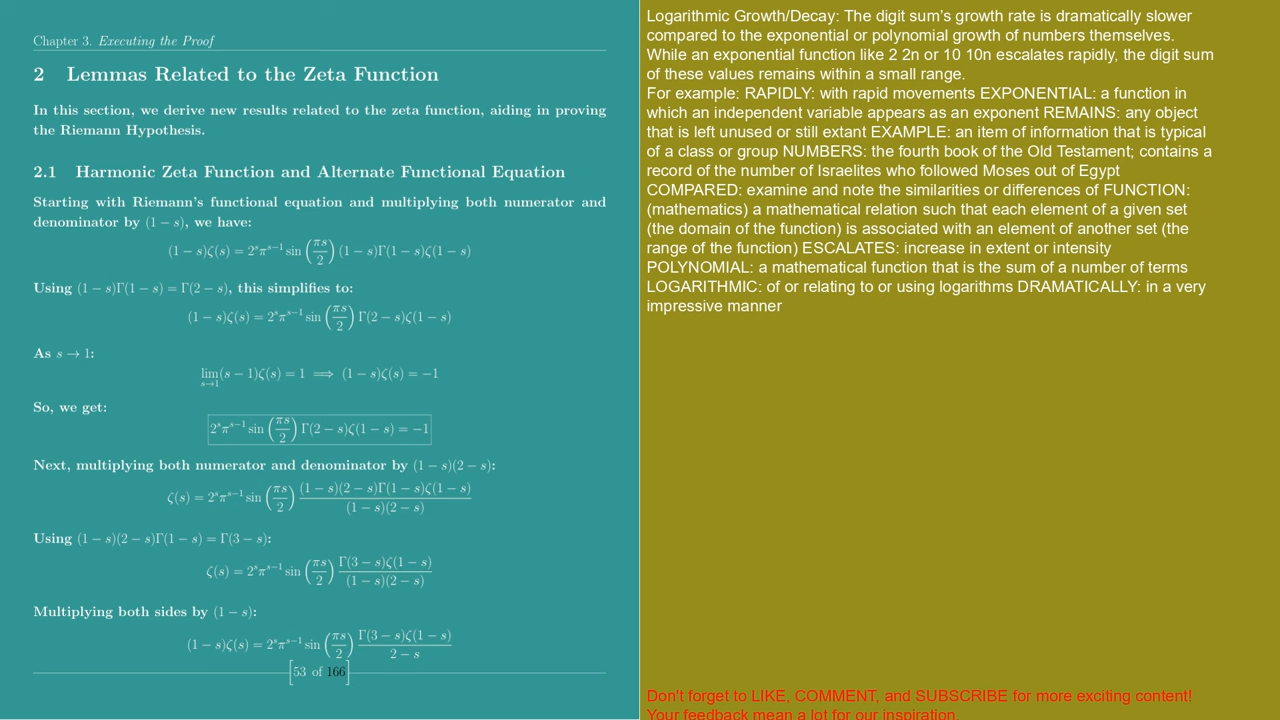 Chapter 3. Executing the Proof
2 Lemmas Related to the Zeta Function
In this section, we derive new results related to the zeta function, aiding in proving
the Riemann Hypothesis.
2.1 Harmonic Zeta Function and Alternate Functional Equation
Starting with Riemann's functional equation and multiplying both numerator and
denominator by (1 − s), we have:
(1 − s)ζ(s) = 2^s π^{s−1} sin (πs/2) (1 − s)Γ(1 − s)ζ(1 − s)
Using (1 − s)Γ(1 − s) = Γ(2 − s), this simplifies to:
(1 − s)ζ(s) = 2^s π^{s−1} sin (πs/2) Γ(2 − s)ζ(1 − s)
As s → 1:
lim_{s→1} (s − 1)ζ(s) = 1 ⟹ (1 − s)ζ(s) = −1
So, we get:
2^s π^{s−1} sin (πs/2) Γ(2 − s)ζ(1 − s) = −1
Next, multiplying both numerator and denominator by (1 − s)(2 − s):
ζ(s) = 2^s π^{s−1} sin (πs/2) (1 − s)(2 − s)Γ(1 − s)ζ(1 − s) / (1 − s)(2 − s)
Using (1 − s)(2 − s)Γ(1 − s) = Γ(3 − s):
ζ(s) = 2^s π^{s−1} sin (πs/2) Γ(3 − s)ζ(1 − s) / (1 − s)(2 − s)
Multiplying both sides by (1 − s):
(1 − s)ζ(s) = 2^s π^{s−1} sin (πs/2) Γ(3 − s)ζ(1 − s) / 2 − s
[53 of 166]
Logarithmic Growth/Decay: The digit sum's growth rate is dramatically slower
compared to the exponential or polynomial growth of numbers themselves.
While an exponential function like 2 2n or 10 10n escalates rapidly, the digit sum
of these values remains within a small range.
For example: RAPIDLY: with rapid movements EXPONENTIAL: a function in
which an independent variable appears as an exponent REMAINS: any object
that is left unused or still extant EXAMPLE: an item of information that is typical
of a class or group NUMBERS: the fourth book of the Old Testament; contains a
record of the number of Israelites who followed Moses out of Egypt
COMPARED: examine and note the similarities or differences of FUNCTION:
(mathematics) a mathematical relation such that each element of a given set
(the domain of the function) is associated with an element of another set (the
range of the function) ESCALATES: increase in extent or intensity
POLYNOMIAL: a mathematical function that is the sum of a number of terms
LOGARITHMIC: of or relating to or using logarithms DRAMATICALLY: in a very
impressive manner
Don't forget to LIKE, COMMENT, and SUBSCRIBE for more exciting content!
Your feedback mean a lot for our inspiration.